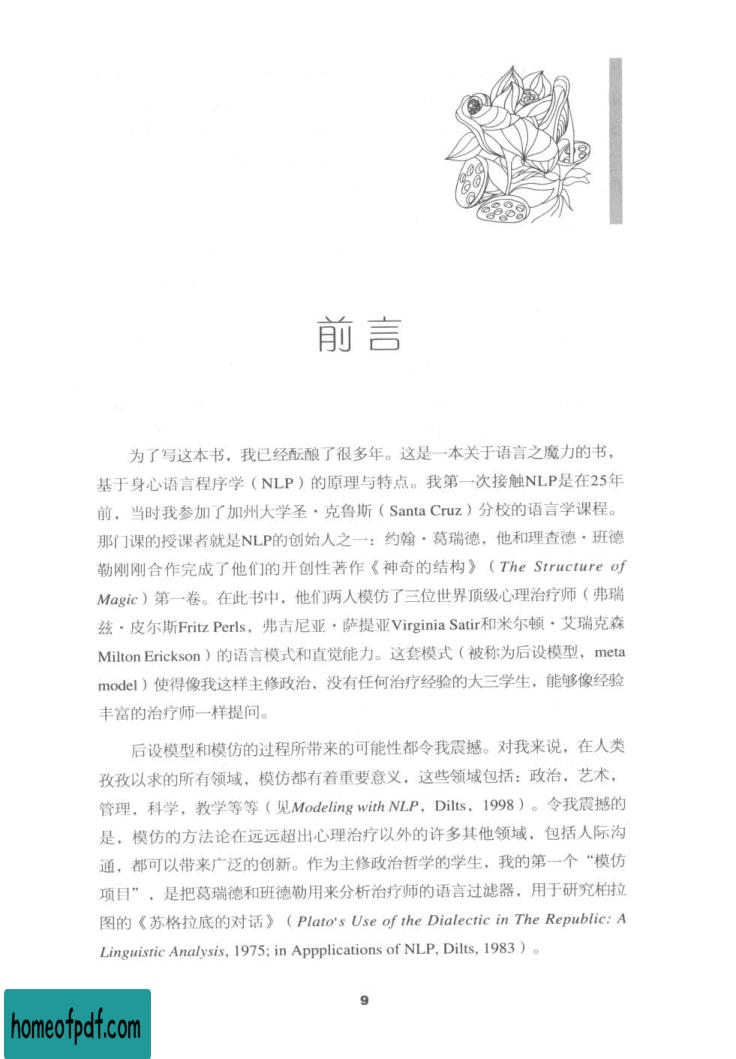 前言
为了写这本书，我已经酝酿了很多年。这是一本关于语言之魔力的书，
基于身心语言程序学（NLP）的原理与特点。我第一次接触NLP是在25年
前，当时我参加了加州大学圣·克鲁斯（Santa Cruz）分校的语言学课程。
那门课的授课者就是NLP的创始人之一：约翰·葛瑞德，他和理查德·班德
勒刚刚合作完成了他们的开创性著作《神奇的结构》（The Structure of
Magic）第一卷。在此书中，他们两人模仿了三位世界顶级心理治疗师（弗瑞
兹·皮尔斯Fritz Perls，弗吉尼亚·萨提亚Virginia Satir和米尔顿·艾瑞克森
Milton Erickson）的语言模式和直觉能力。这套模式（被称为后设模型，meta
model）使得像我这样主修政治，没有任何治疗经验的大三学生，能够像经验
丰富的治疗师一样提问。
后设模型和模仿的过程所带来的可能性都令我震撼。对我来说，在人类
孜孜以求的所有领域，模仿都有着重要意义，这些领域包括：政治，艺术，
管理，科学，教学等等（见Modeling with NLP，Dilts，1998）。令我震撼的
是，模仿的方法论在远远超出心理治疗以外的许多其他领域，包括人际沟
通，都可以带来广泛的创新。作为主修政治哲学的学生，我的第一个“模仿
项目”，是把葛瑞德和班德勒用来分析治疗师的语言过滤器，用于研究柏拉
图的《苏格拉底的对话》（Plato's Use of the Dialectic in The Republic: A
Linguistic Analysis, 1975; in Appplications of NLP, Dilts, 1983）。
9
homeofpdf.com